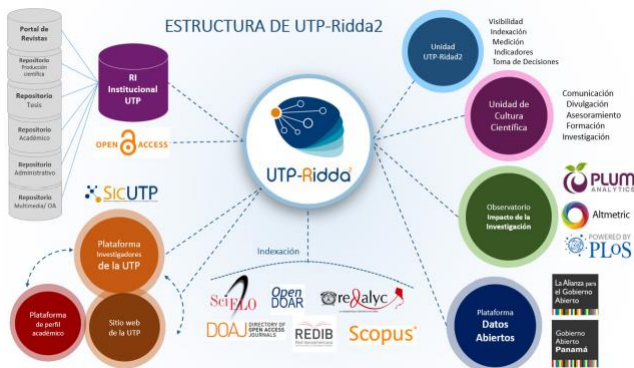 ESTRUCTURA DE UTP-Ridda2
Portal de
Revistas
Repositorio
Producción
científica
Repositorio
Tesis
Repositorio
Académico
Repositorio
Administrativo
Repositorio
Multimedia/ OA
RI
Institucional
UTP
OPEN ACCESS
SICUTP
Plataforma
Investigadores
de la UTP
Plataforma
de perfil
académico
Sitio web
de la UTP
UTP-Ridda2
Indexación
SciELO
Open
DOAR
redalyc
DOAJ DIRECTORY OF
OPEN ACCESS
JOURNALS
REDIB
Scopus
Unidad
UTP-Ridad2
Visibilidad
Indexación
Medición
Indicadores
Toma de Decisiones
Unidad de
Cultura
Científica
Comunicación
Divulgación
Asesoramiento
Formación
Investigación
Observatorio
Impacto de la
Investigación
PLUM
ANALYTICS
Altmetric
POWERED BY
PLOS
Plataforma
Datos
Abiertos
La Alianza para
el Gobierno
Abierto
Gobierno
Abierto
Panamá